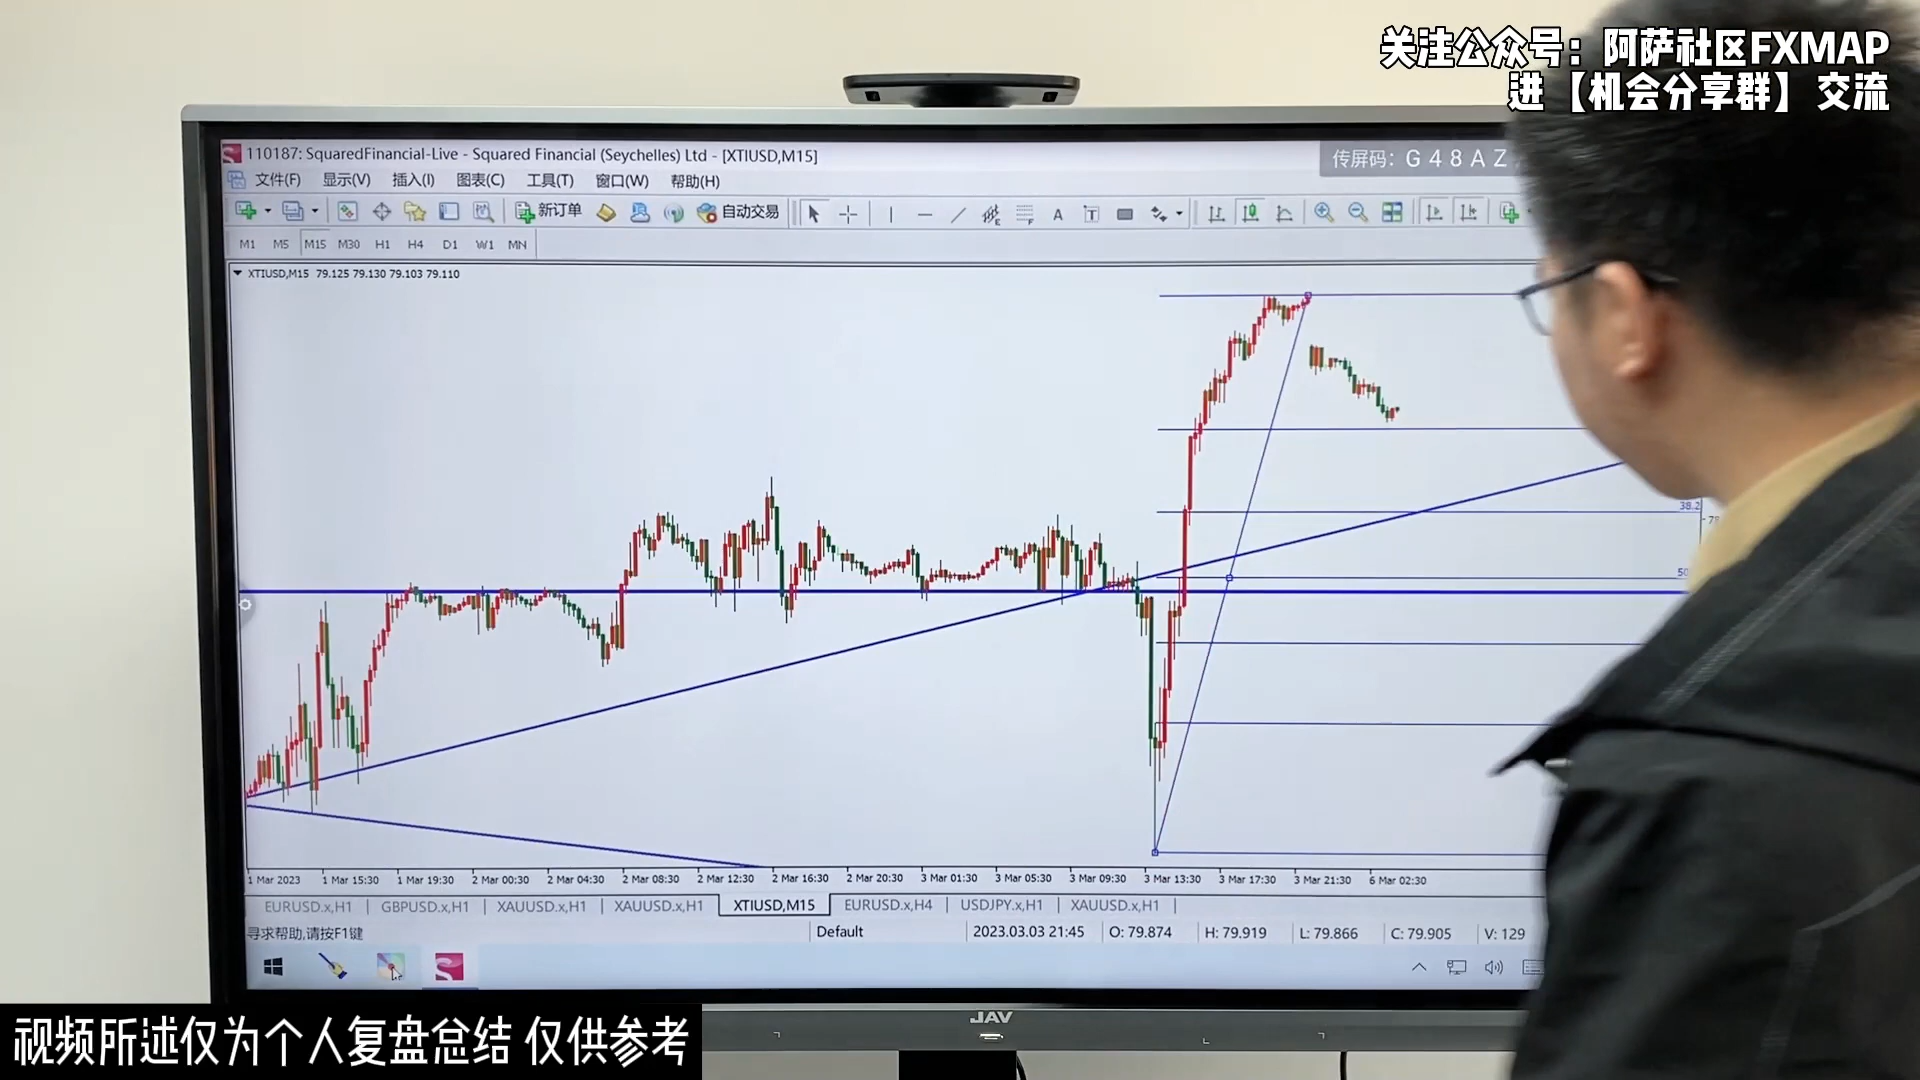 关注公众号：阿萨社区FXMAP
进【机会分享群】交流
110187: SquaredFinancial-Live - Squared Financial (Seychelles) Ltd - [XTIUSD,M15]
传屏码: G 4 8 A Z
文件(F) 显示(V) 插入(I) 图表(C) 工具(T) 窗口(W) 帮助(H)
新订单 自动交易
M1 M5 M15 M30 H1 H4 D1 W1 MN
XTIUSD,M15 79.125 79.130 79.103 79.110
38.2
50
1 Mar 2023 1 Mar 15:30 1 Mar 19:30 2 Mar 00:30 2 Mar 04:30 2 Mar 08:30 2 Mar 12:30 2 Mar 16:30 2 Mar 20:30 3 Mar 01:30 3 Mar 05:30 3 Mar 09:30 3 Mar 13:30 3 Mar 17:30 3 Mar 21:30 6 Mar 02:30
EURUSD.x,H1 GBPUSD.x,H1 XAUUSD.x,H1 XAUUSD.x,H1 XTIUSD,M15 EURUSD.x,H4 USDJPY.x,H1 XAUUSD.x,H1
寻求帮助,请按F1键 Default 2023.03.03 21:45 O: 79.874 H: 79.919 L: 79.866 C: 79.905 V: 129
JAV
视频所述仅为个人复盘总结 仅供参考